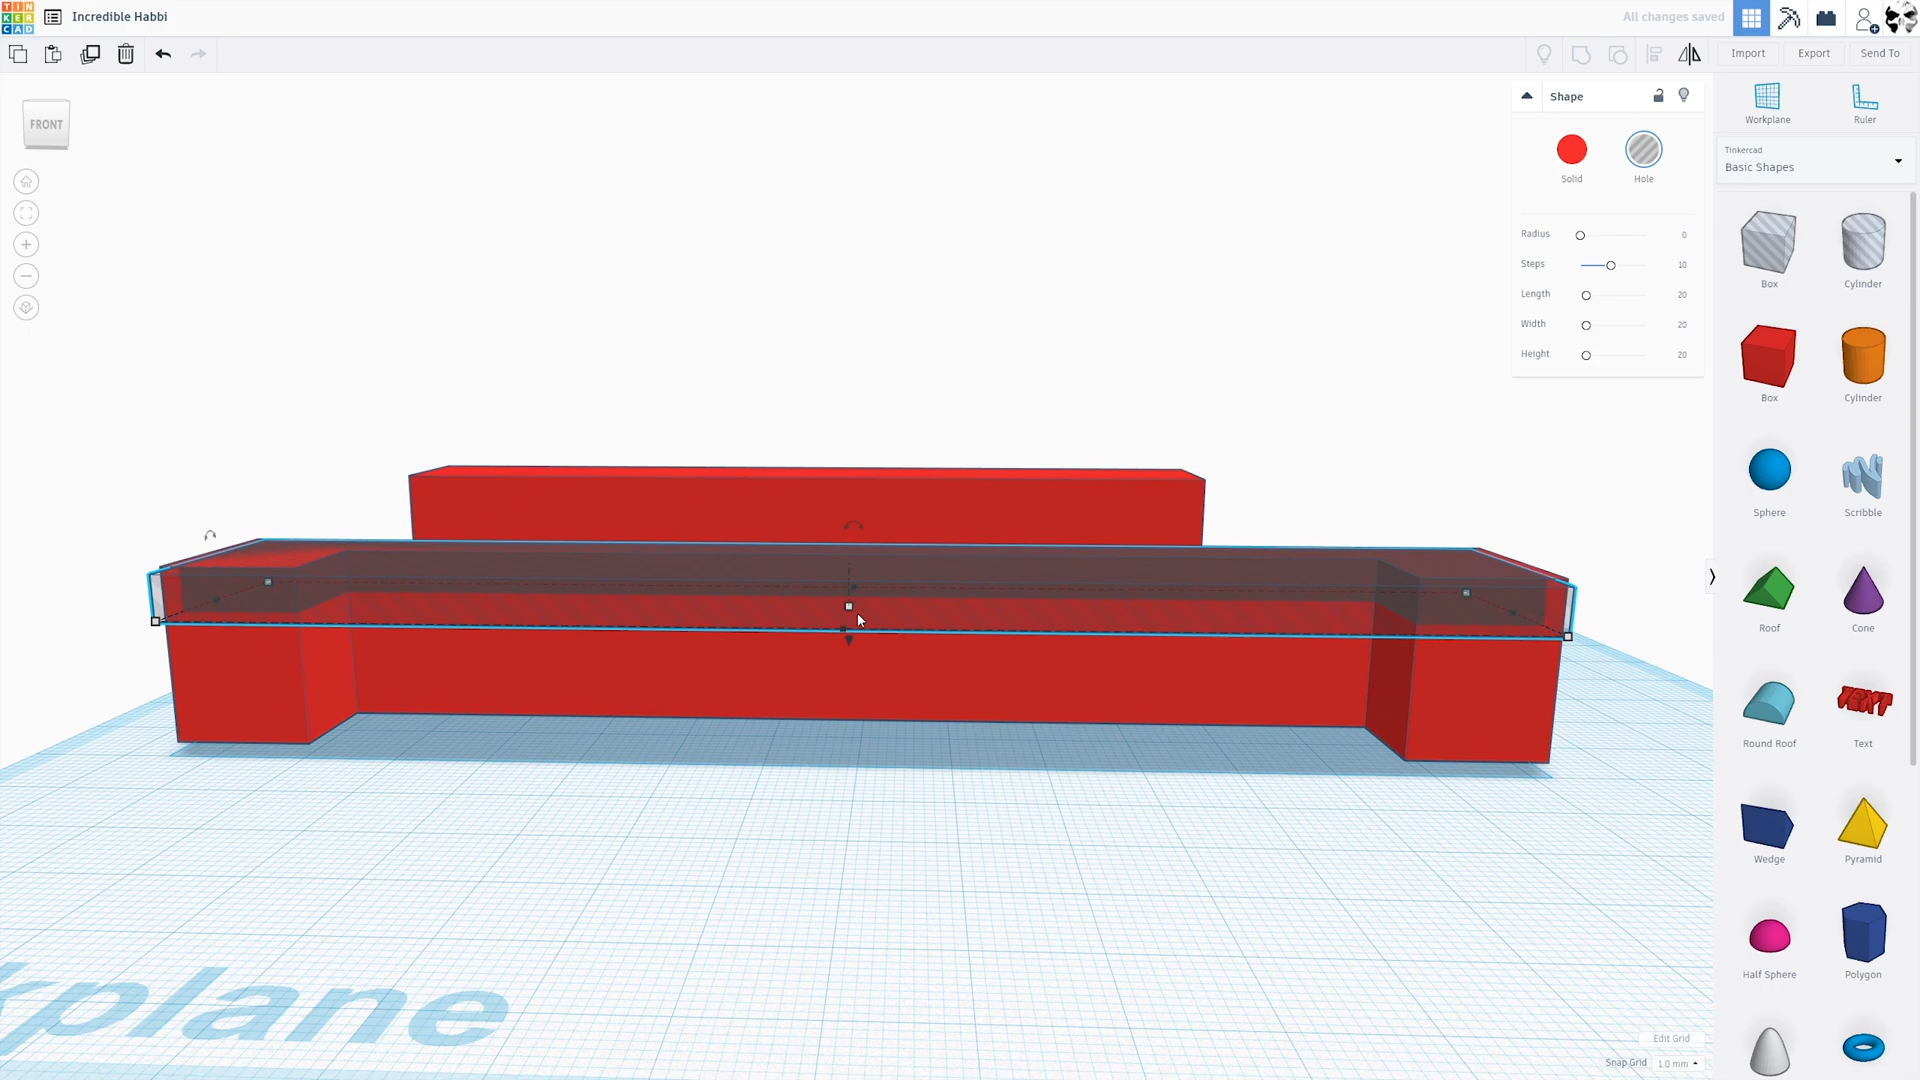 TIN
KER
CAD
Incredible Habbi
All changes saved
Import
Export
Send To
FRONT
Shape
Solid
Hole
Radius
0
Steps
10
Length
20
Width
20
Height
20
Workplane
Ruler
Tinkercad
Basic Shapes
Box
Cylinder
Box
Cylinder
Sphere
Scribble
Roof
Cone
TEXT
Round Roof
Text
Wedge
Pyramid
Half Sphere
Polygon
kplane
Edit Grid
Snap Grid
1.0 mm